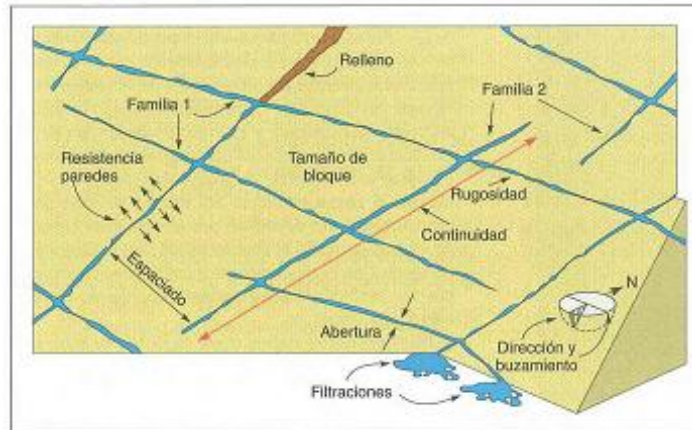 Relleno
Familia 1
Familia 2
Resistencia
paredes
Tamaño de
bloque
Rugosidad
Continuidad
Espaciado
N
Abertura
Dirección y
buzamiento
Filtraciones